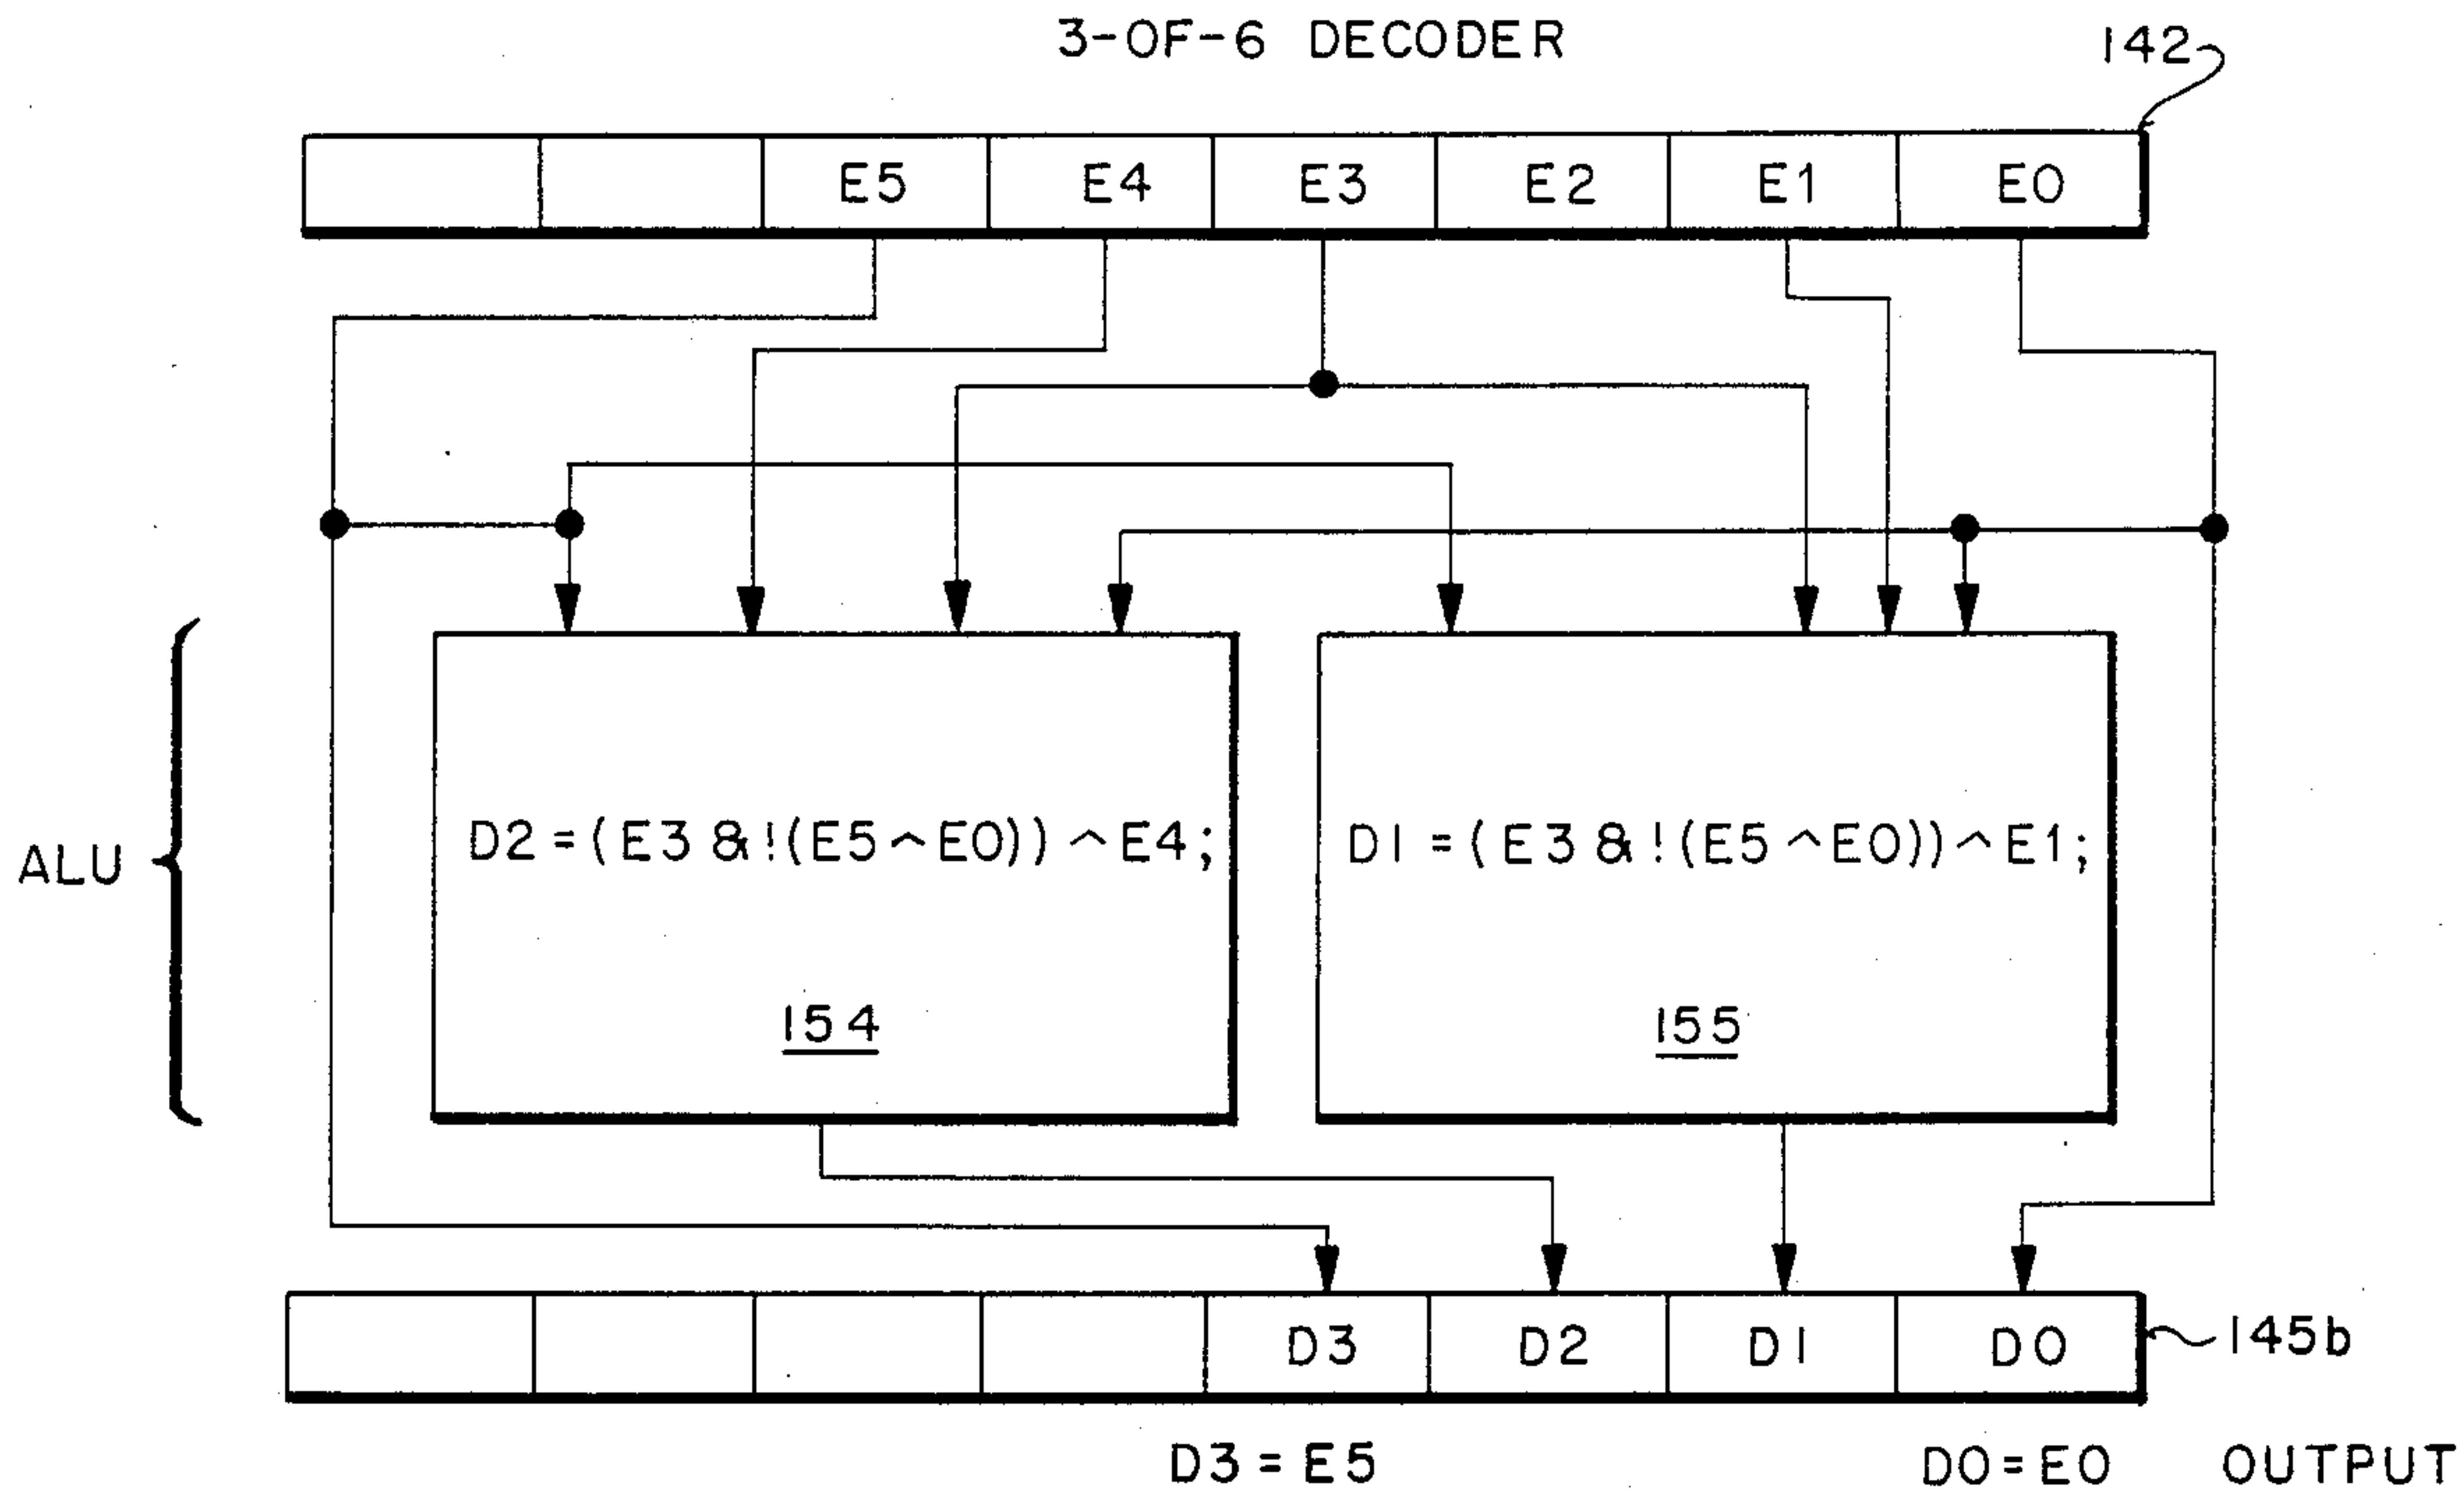 3-OF-6 DECODER
142
E5 E4 E3 E2 E1 E0
ALU
D2=(E3&!(E5^E0))^E4;
D1=(E3&!(E5^E0))^E1;
154
155
D3 D2 D1 D0
145b
D3=E5
D0=E0
OUTPUT